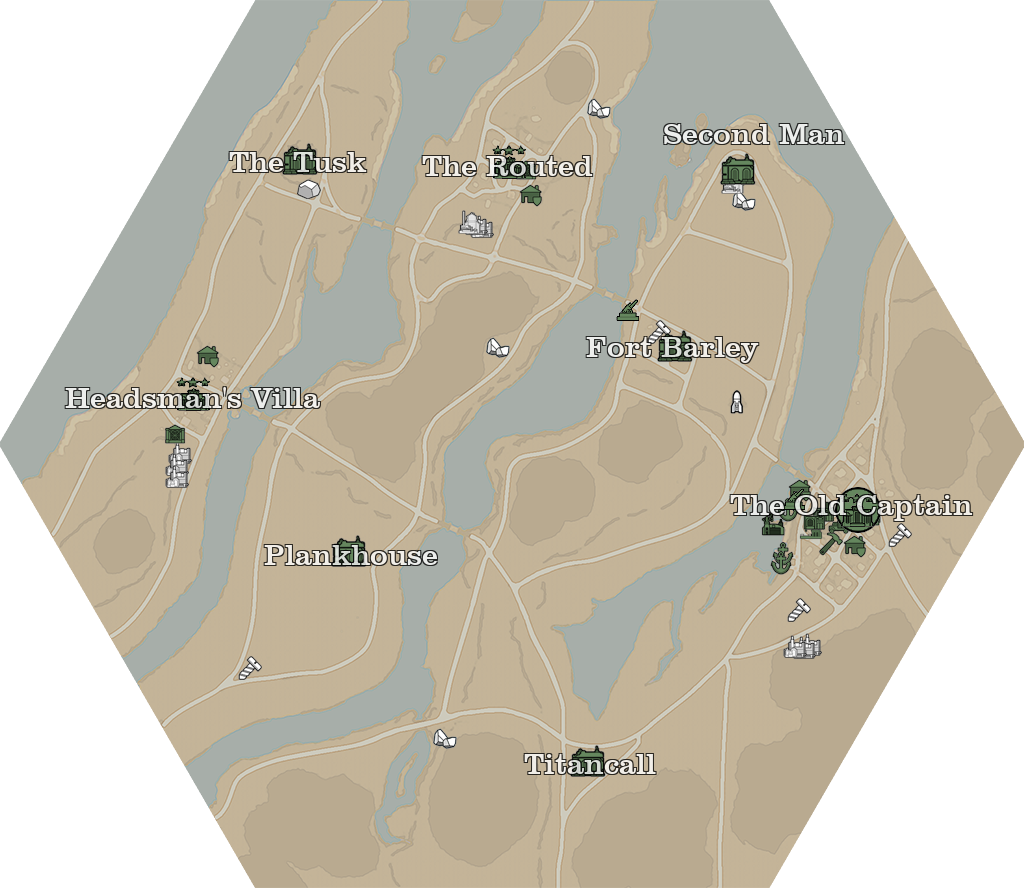 Second Man
The Tusk
The Routed
Fort Barley
Headsman's Villa
The Old Captain
Plankhouse
Titancall